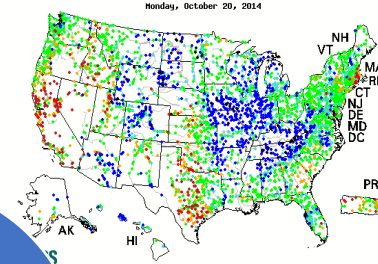 Monday, October 20, 2014
NH
VT
MA
RI
CT
NJ
DE
MD
DC
PR
AK
HI